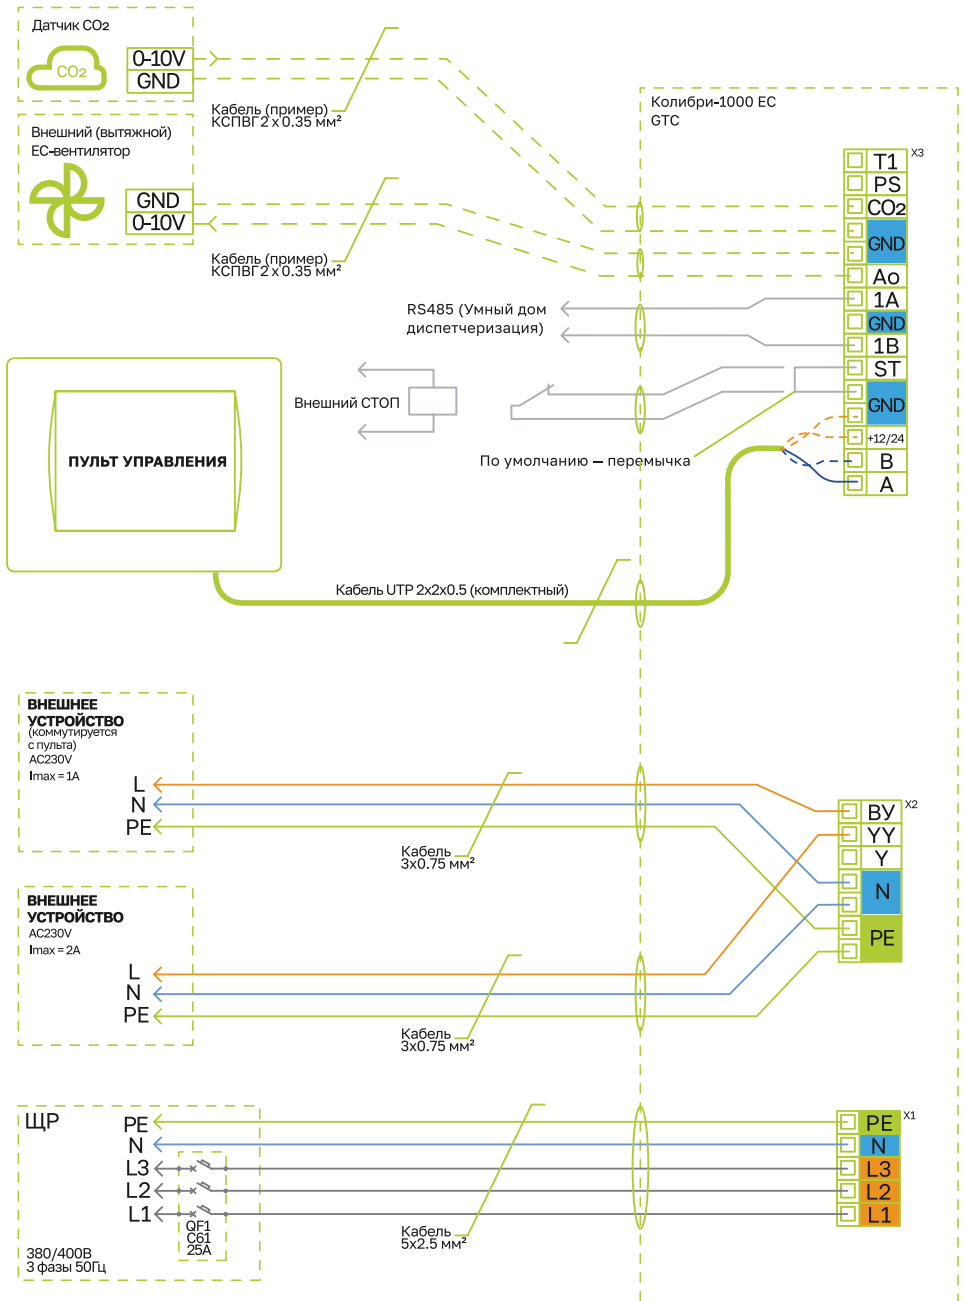 Датчик CO2
CO2
0-10V
GND
Кабель (пример)
КСПВГ 2 x 0.35 мм²
Внешний (вытяжной)
ЕС-вентилятор
GND
0-10V
Кабель (пример)
КСПВГ 2 x 0.35 мм²
Колибри-1000 ЕС
GTC
X3
T1
PS
CO2
GND
Ao
1A
GND
1B
ST
GND
+12/24
B
A
RS485 (Умный дом
диспетчеризация)
Внешний СТОП
По умолчанию – перемычка
ПУЛЬТ УПРАВЛЕНИЯ
Кабель UTP 2x2x0.5 (комплектный)
ВНЕШНЕЕ
УСТРОЙСТВО
(коммутируется
с пульта)
AC230V
Imax = 1A
L
N
PE
Кабель
3x0.75 мм²
X2
ВУ
YY
Y
N
PE
ВНЕШНЕЕ
УСТРОЙСТВО
AC230V
Imax = 2A
L
N
PE
Кабель
3x0.75 мм²
ЩР
PE
N
L3
L2
L1
QF1
C61
25A
380/400В
3 фазы 50Гц
Кабель
5x2.5 мм²
X1
PE
N
L3
L2
L1